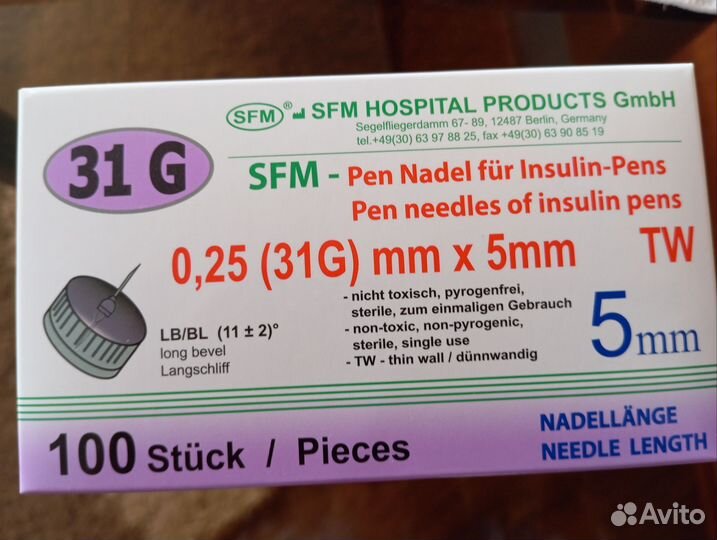 SFM® SFM HOSPITAL PRODUCTS GmbH
Segelfliegerdamm 67- 89, 12487 Berlin, Germany
tel.+49(30) 63 97 88 25, fax +49(30) 63 90 85 19
31 G
SFM - Pen Nadel für Insulin-Pens
Pen needles of insulin pens
0,25 (31G) mm x 5mm TW
LB/BL (11 ± 2)°
long bevel
Langschliff
- nicht toxisch, pyrogenfrei,
sterile, zum einmaligen Gebrauch
- non-toxic, non-pyrogenic,
sterile, single use
- TW - thin wall / dünnwandig
5mm
NADELLÄNGE
NEEDLE LENGTH
100 Stück / Pieces
Avito